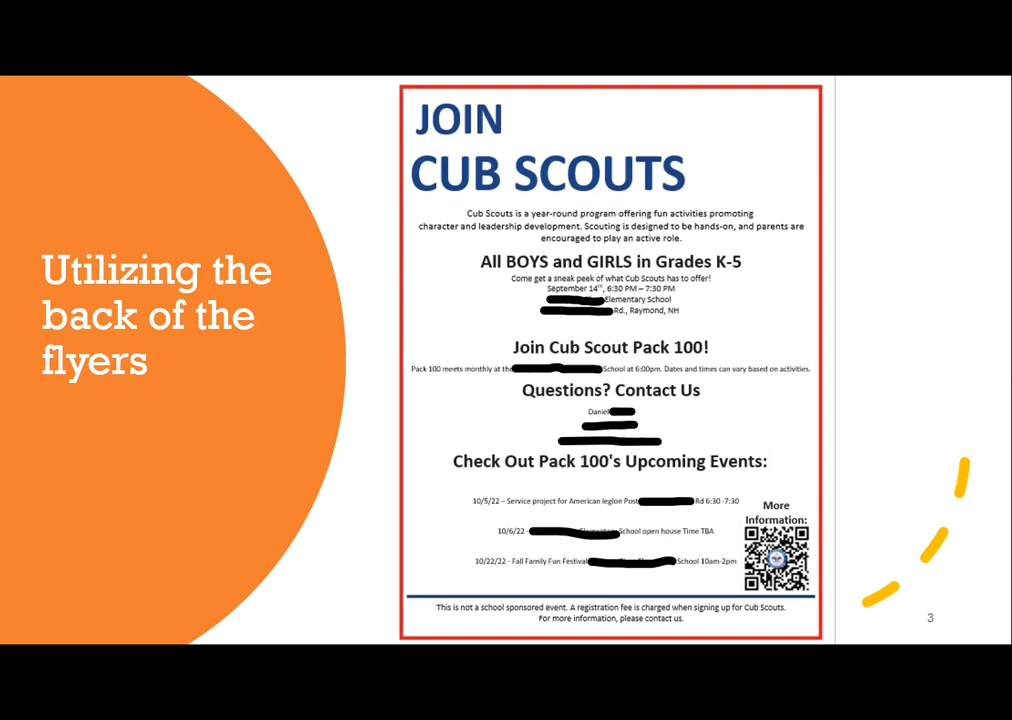 Utilizing the
back of the
flyers
JOIN
CUB SCOUTS
Cub Scouts is a year-round program offering fun activities promoting
character and leadership development. Scouting is designed to be hands-on, and parents are
encouraged to play an active role.
All BOYS and GIRLS in Grades K-5
Come get a sneak peek of what Cub Scouts has to offer!
September 14th, 6:30 PM – 7:30 PM
Elementary School
Rd., Raymond, NH
Join Cub Scout Pack 100!
Pack 100 meets monthly at the School at 6:00pm. Dates and times can vary based on activities.
Questions? Contact Us
Daniel
Check Out Pack 100's Upcoming Events:
10/5/22 – Service project for American legion Post Rd 6:30 -7:30
10/6/22 - School open house Time TBA
10/22/22 - Fall Family Fun Festival School 10am-2pm
More
Information:
This is not a school sponsored event. A registration fee is charged when signing up for Cub Scouts.
For more information, please contact us.
3